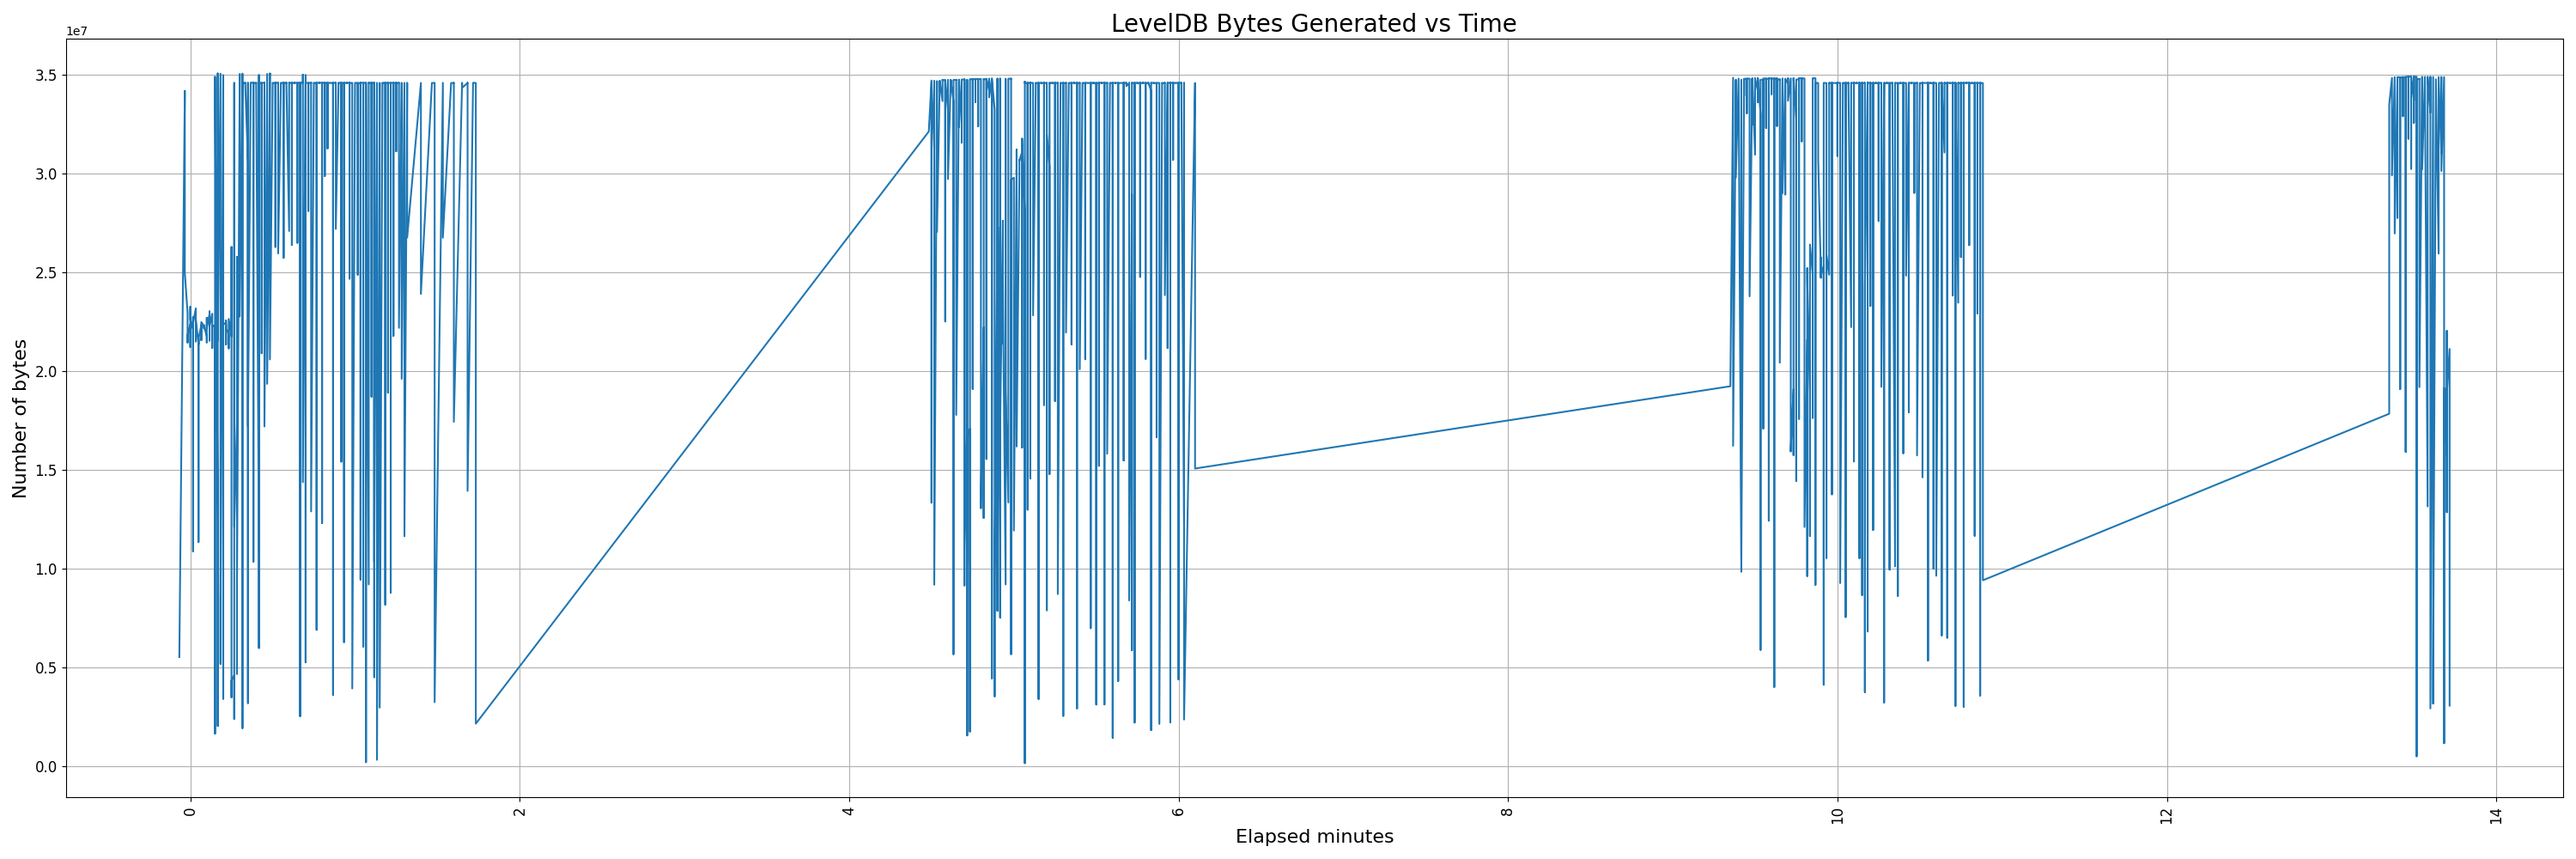 LevelDB Bytes Generated vs Time
1e7
3.5
3.0
2.5
2.0
1.5
1.0
0.5
0.0
Number of bytes
0 2 4 6 8 10 12 14
Elapsed minutes